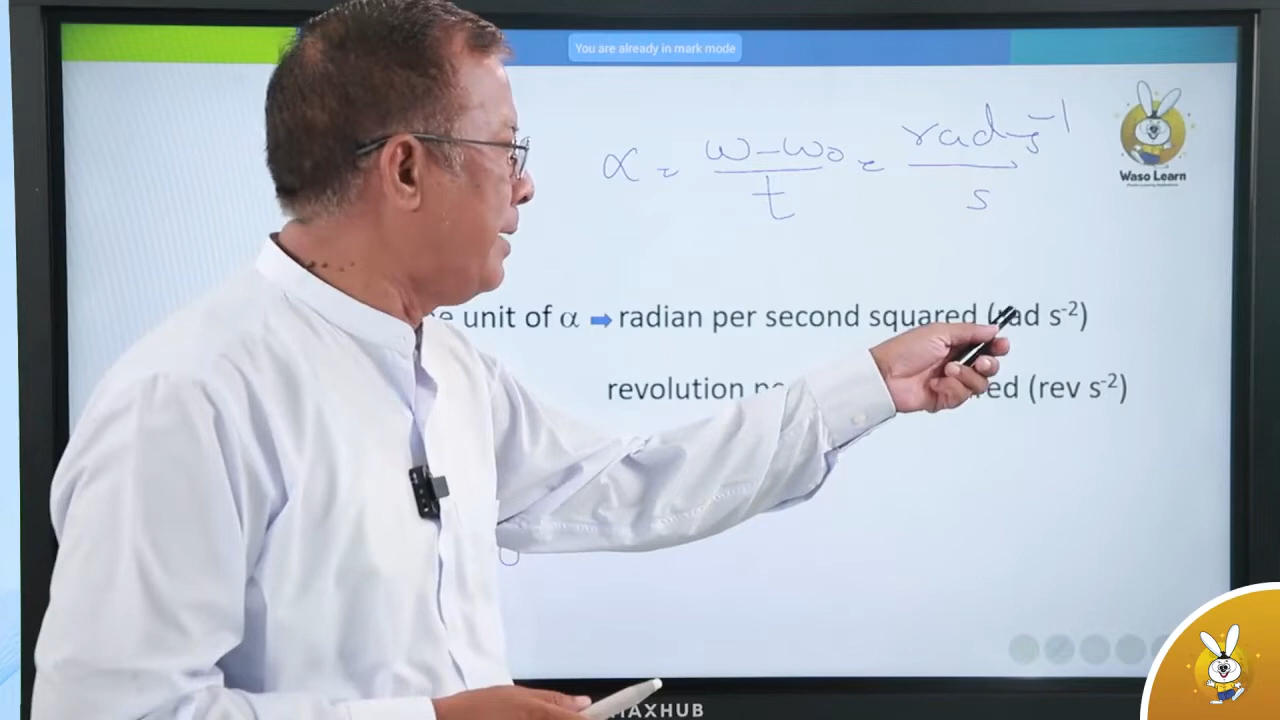 You are already in mark mode
α = ω-ω₀ / t = rad s⁻¹ / s
Waso Learn
unit of α ➡ radian per second squared (rad s⁻²)
revolution (rev s⁻²)
MAXHUB